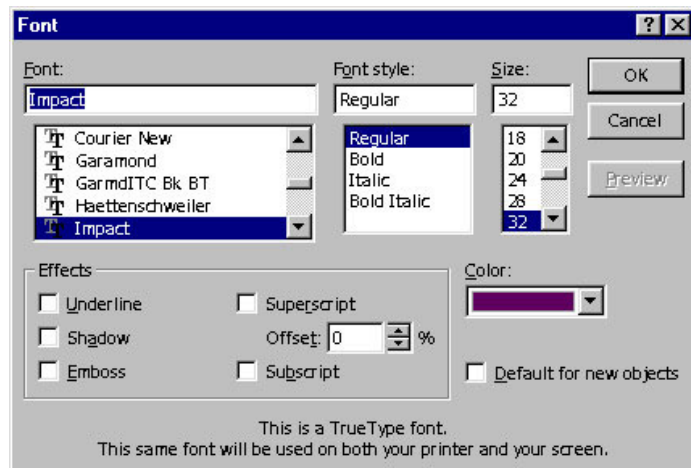 Font
Font:
Font style:
Size:
Impact
Regular
32
OK
Cancel
Preview
Courier New
Garamond
GarmdITC Bk BT
Haettenschweiler
Impact
Regular
Bold
Italic
Bold Italic
18
20
24
28
32
Effects
Underline
Shadow
Emboss
Superscript
Offset: 0 %
Subscript
Color:
Default for new objects
This is a TrueType font.
This same font will be used on both your printer and your screen.